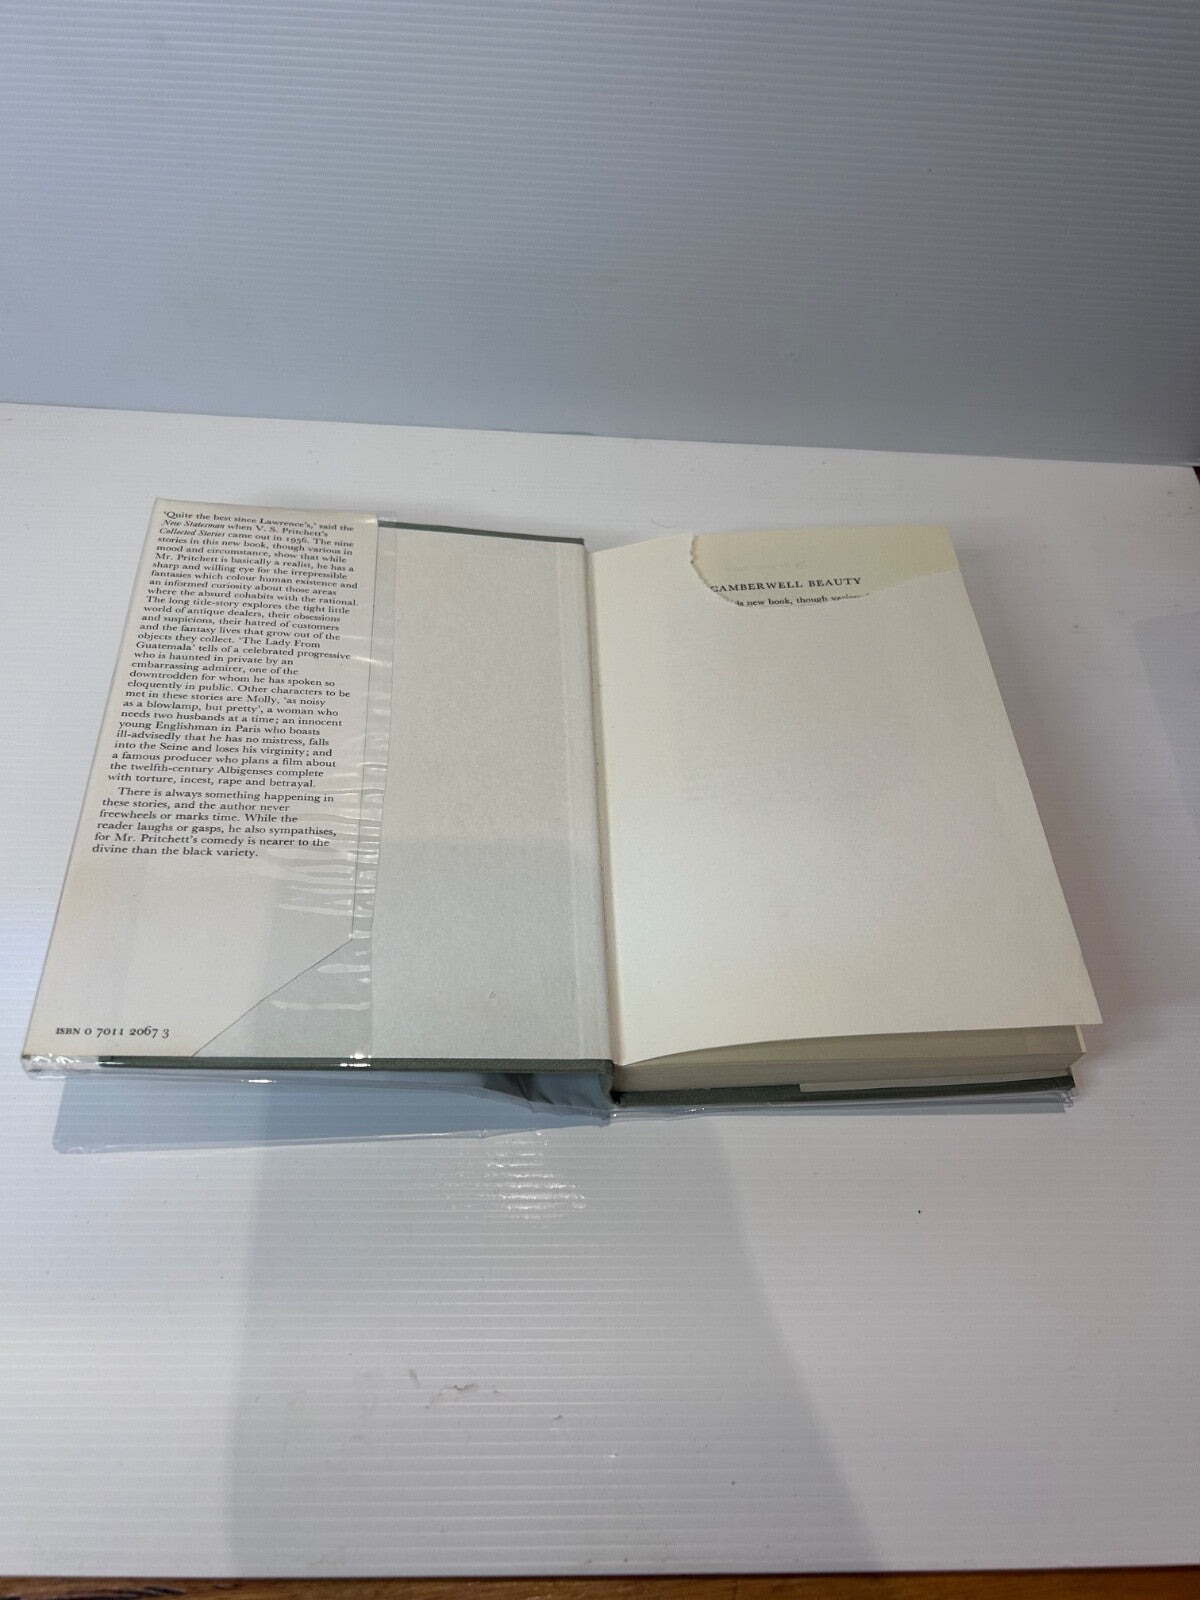 'Quite the best since Lawrence's,' said the
New Statesman when V. S. Pritchett's
Collected Stories came out in 1956. The nine
stories in this new book, though various in
mood and circumstance, show that while
Mr. Pritchett is basically a realist, he has a
sharp and willing eye for the irrepressible
fantasies which colour human existence and
an informed curiosity about those areas
where the absurd cohabits with the rational.
The long title-story explores the tight little
world of antique dealers, their obsessions
and suspicions, their hatred of customers
and the fantasy lives that grow out of the
objects they collect. 'The Lady From
Guatemala' tells of a celebrated progressive
who is haunted in private by an
embarrassing admirer, one of the
downtrodden for whom he has spoken so
eloquently in public. Other characters to be
met in these stories are Molly, 'as noisy
as a blowlamp, but pretty', a woman who
needs two husbands at a time; an innocent
young Englishman in Paris who boasts
ill-advisedly that he has no mistress, falls
into the Seine and loses his virginity; and
a famous producer who plans a film about
the twelfth-century Albigenses complete
with torture, incest, rape and betrayal.
There is always something happening in
these stories, and the author never
freewheels or marks time. While the
reader laughs or gasps, he also sympathises,
for Mr. Pritchett's comedy is nearer to the
divine than the black variety.
ISBN 0 7011 2067 3
CAMBERWELL BEAUTY
new book, though